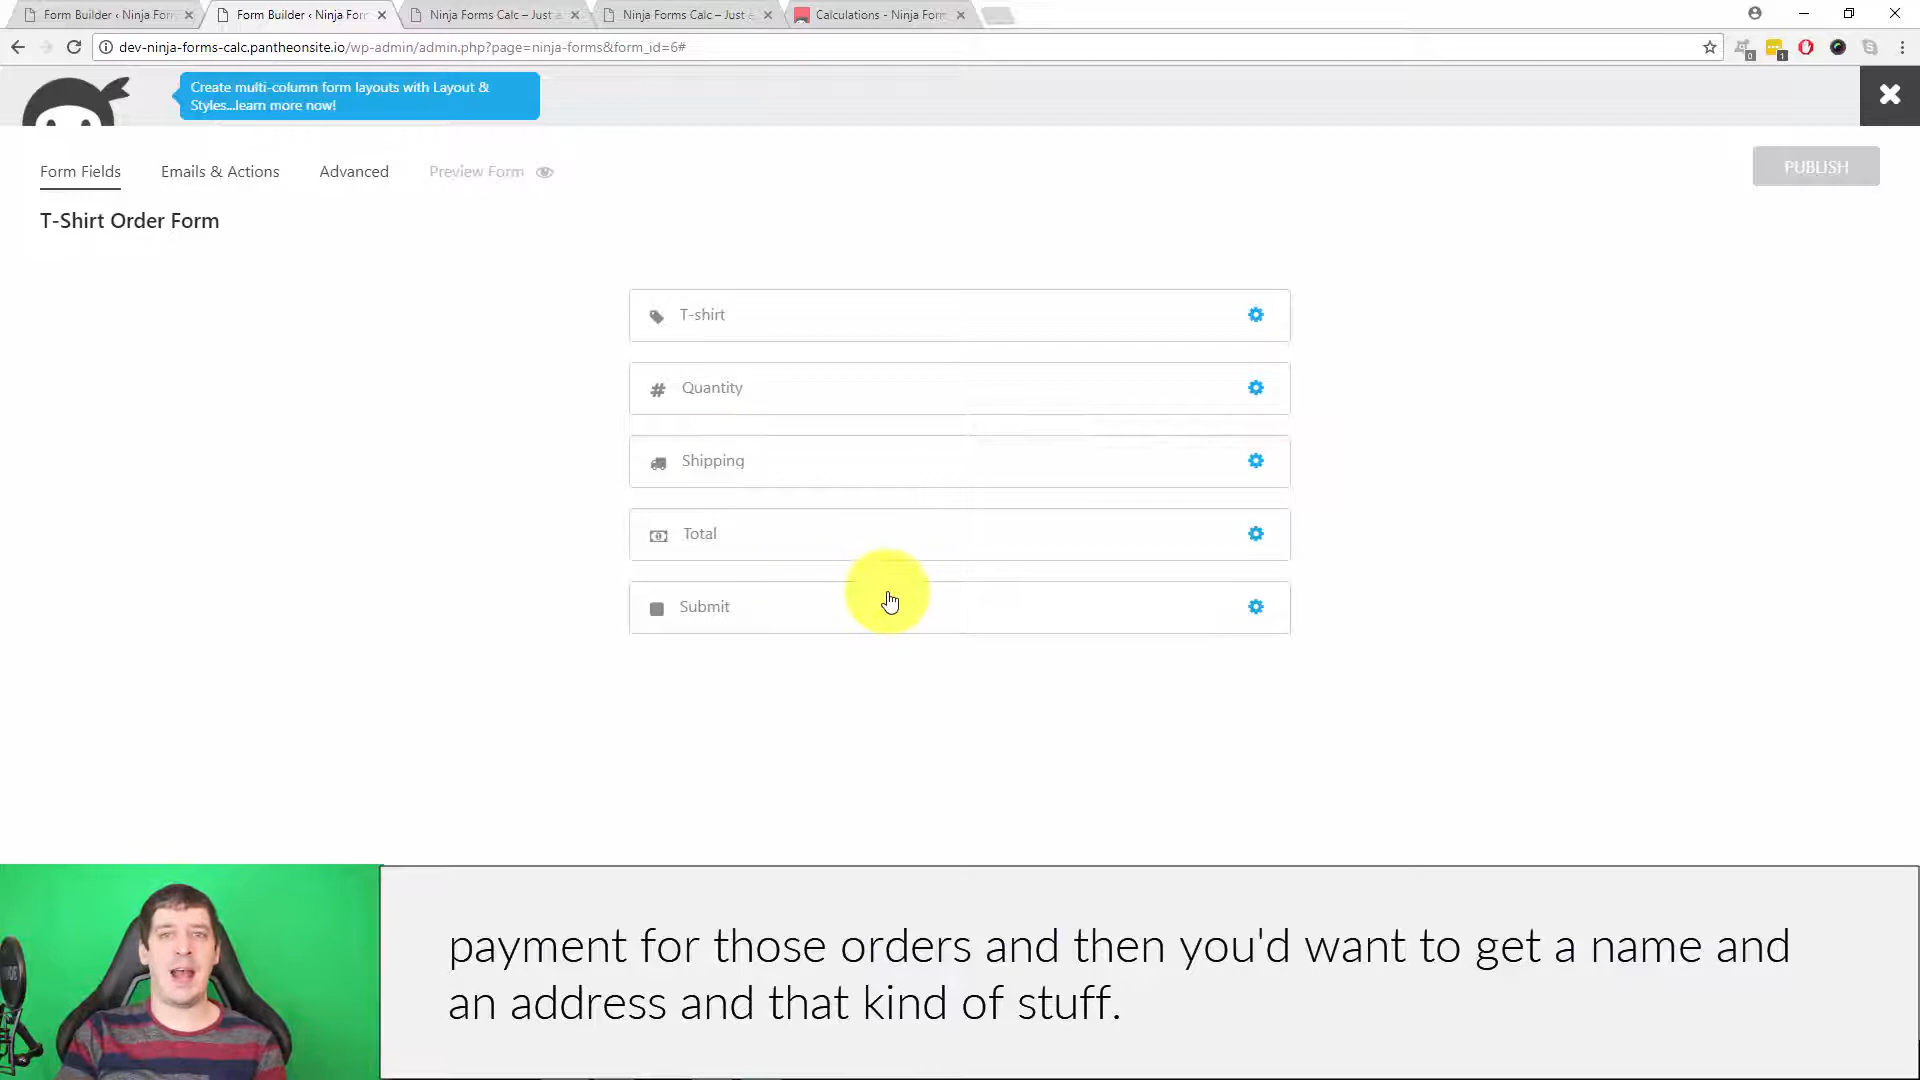 Form Builder ‹ Ninja For
Form Builder ‹ Ninja For
Ninja Forms Calc – Just a
Ninja Forms Calc – Just a
Calculations - Ninja For
dev-ninja-forms-calc.pantheonsite.io/wp-admin/admin.php?page=ninja-forms&form_id=6#
0
1
Create multi-column form layouts with Layout &
Styles...learn more now!
Form Fields
Emails & Actions
Advanced
Preview Form
PUBLISH
T-Shirt Order Form
T-shirt
Quantity
Shipping
Total
Submit
payment for those orders and then you'd want to get a name and
an address and that kind of stuff.